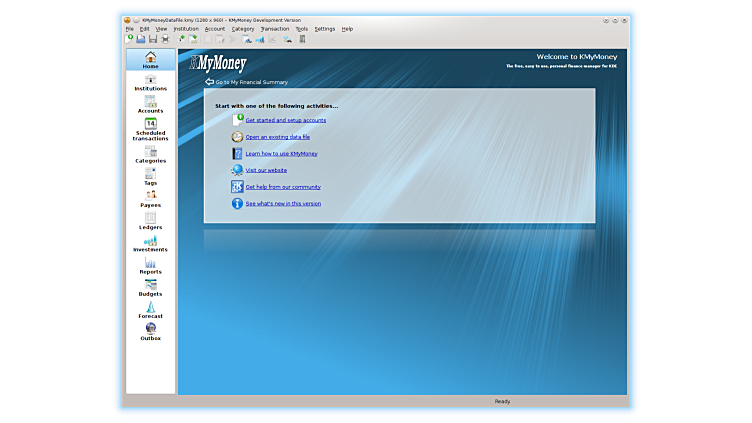 KMyMoneyDataFile.kmy (1280 x 960) – KMyMoney Development Version
File Edit View Institution Account Category Transaction Tools Settings Help
Home
Institutions
Accounts
14
Scheduled
transactions
Categories
Tags
Payees
Ledgers
Investments
Reports
Budgets
Forecast
Outbox
KMyMoney
Welcome to KMyMoney
The free, easy to use, personal finance manager for KDE
Go to My Financial Summary
Start with one of the following activities...
Get started and setup accounts
Open an existing data file
Learn how to use KMyMoney
Visit our website
Get help from our community
See what's new in this version
Ready